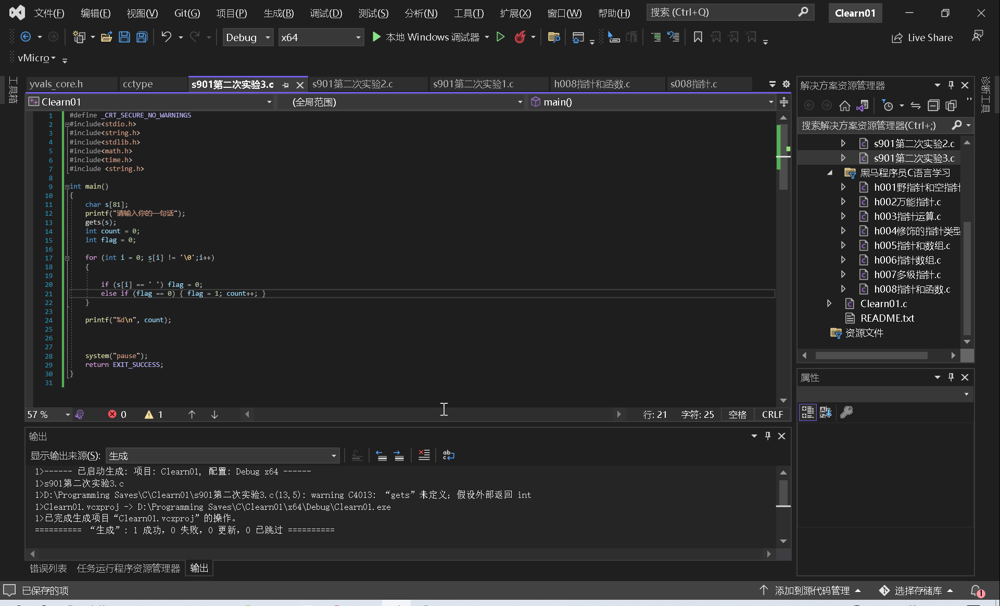 文件(F) 编辑(E) 视图(V) Git(G) 项目(P) 生成(B) 调试(D) 测试(S) 分析(N) 工具(T) 扩展(X) 窗口(W) 帮助(H) 搜索 (Ctrl+Q) Clearn01
Debug x64 本地 Windows 调试器 Live Share
vMicro
工具箱
yvals_core.h cctype s901第二次实验3.c s901第二次实验2.c s901第二次实验1.c h008指针和函数.c s008指针.c
Clearn01 (全局范围) main()
1 #define _CRT_SECURE_NO_WARNINGS
2 #include<stdio.h>
3 #include<string.h>
4 #include<stdlib.h>
5 #include<math.h>
6 #include<time.h>
7 #include <string.h>
8
9 int main()
10 {
11 char s[81];
12 printf("请输入你的一句话");
13 gets(s);
14 int count = 0;
15 int flag = 0;
16
17 for (int i = 0; s[i] != '\0';i++)
18 {
19
20 if (s[i] == ' ') flag = 0;
21 else if (flag == 0) { flag = 1; count++; }
22 }
23
24 printf("%d\n", count);
25
26
27
28 system("pause");
29 return EXIT_SUCCESS;
30 }
31
57 % 0 1 行: 21 字符: 25 空格 CRLF
输出
显示输出来源(S): 生成
1>------ 已启动生成: 项目: Clearn01, 配置: Debug x64 ------
1>s901第二次实验3.c
1>D:\Programming Saves\C\Clearn01\s901第二次实验3.c(13,5): warning C4013: “gets”未定义；假设外部返回 int
1>Clearn01.vcxproj -> D:\Programming Saves\C\Clearn01\x64\Debug\Clearn01.exe
1>已完成生成项目“Clearn01.vcxproj”的操作。
========== “生成”: 1 成功，0 失败，0 更新，0 已跳过 ==========
错误列表 任务运行程序资源管理器 输出
解决方案资源管理器
搜索解决方案资源管理器(Ctrl+;)
s901第二次实验2.c
s901第二次实验3.c
黑马程序员C语言学习
h001野指针和空指针
h002万能指针.c
h003指针运算.c
h004修饰的指针类型
h005指针和数组.c
h006指针数组.c
h007多级指针.c
h008指针和函数.c
Clearn01.c
README.txt
资源文件
属性
诊断工具
已保存的项 添加到源代码管理 选择存储库 1